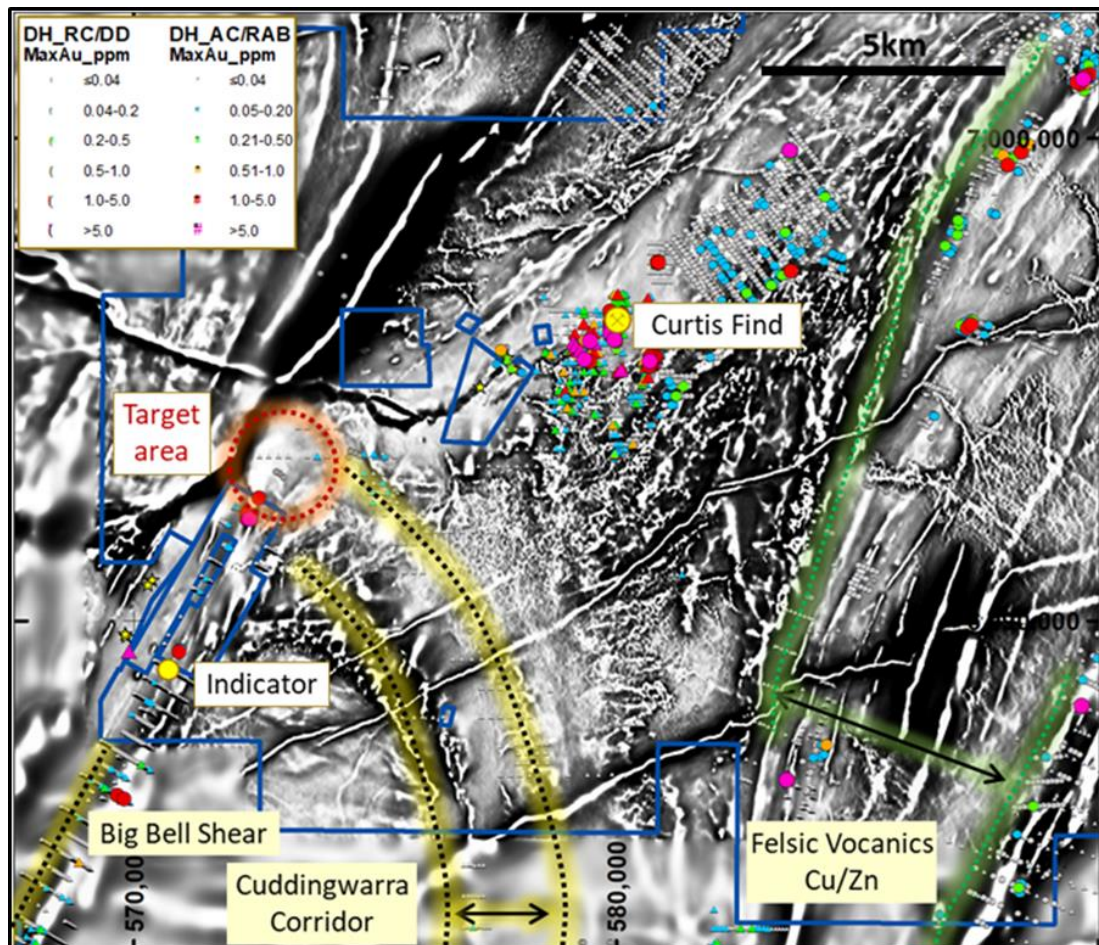 DH_RC/DD DH_AC/RAB
MaxAu_ppm MaxAu_ppm
≤0.04 ≤0.04
0.04-0.2 0.05-0.20
0.2-0.5 0.21-0.50
0.5-1.0 0.51-1.0
1.0-5.0 1.0-5.0
>5.0 >5.0
5km
7,000,000
Curtis Find
Target
area
Indicator
Big Bell Shear
Cuddingwarra
Corridor
Felsic Vocanics
Cu/Zn
570,000
580,000